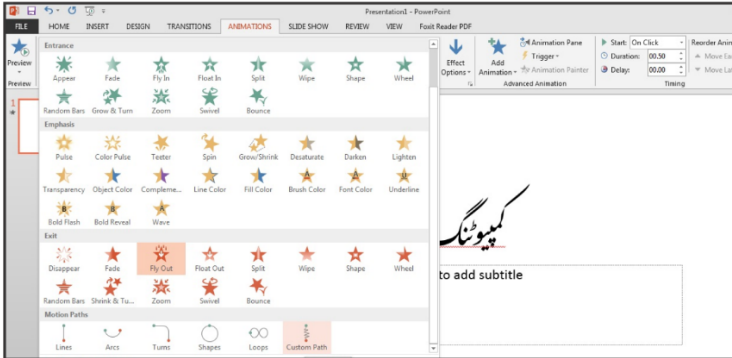 Presentation1 - PowerPoint
FILE HOME INSERT DESIGN TRANSITIONS ANIMATIONS SLIDE SHOW REVIEW VIEW Foxit Reader PDF
Preview
Preview
Entrance
Appear Fade Fly In Float In Split Wipe Shape Wheel
Random Bars Grow & Turn Zoom Swivel Bounce
Emphasis
Pulse Color Pulse Teeter Spin Grow/Shrink Desaturate Darken Lighten
Transparency Object Color Compleme... Line Color Fill Color Brush Color Font Color Underline
Bold Flash Bold Reveal Wave
Exit
Disappear Fade Fly Out Float Out Split Wipe Shape Wheel
Random Bars Shrink & Tu... Zoom Swivel Bounce
Motion Paths
Lines Arcs Turns Shapes Loops Custom Path
Effect Options
Add Animation
Animation Pane
Trigger
Animation Painter
Advanced Animation
Start: On Click
Duration: 00.50
Delay: 00.00
Timing
Reorder Anim
Move Ea
Move Lat
1
کمپیوٹنگ
to add subtitle